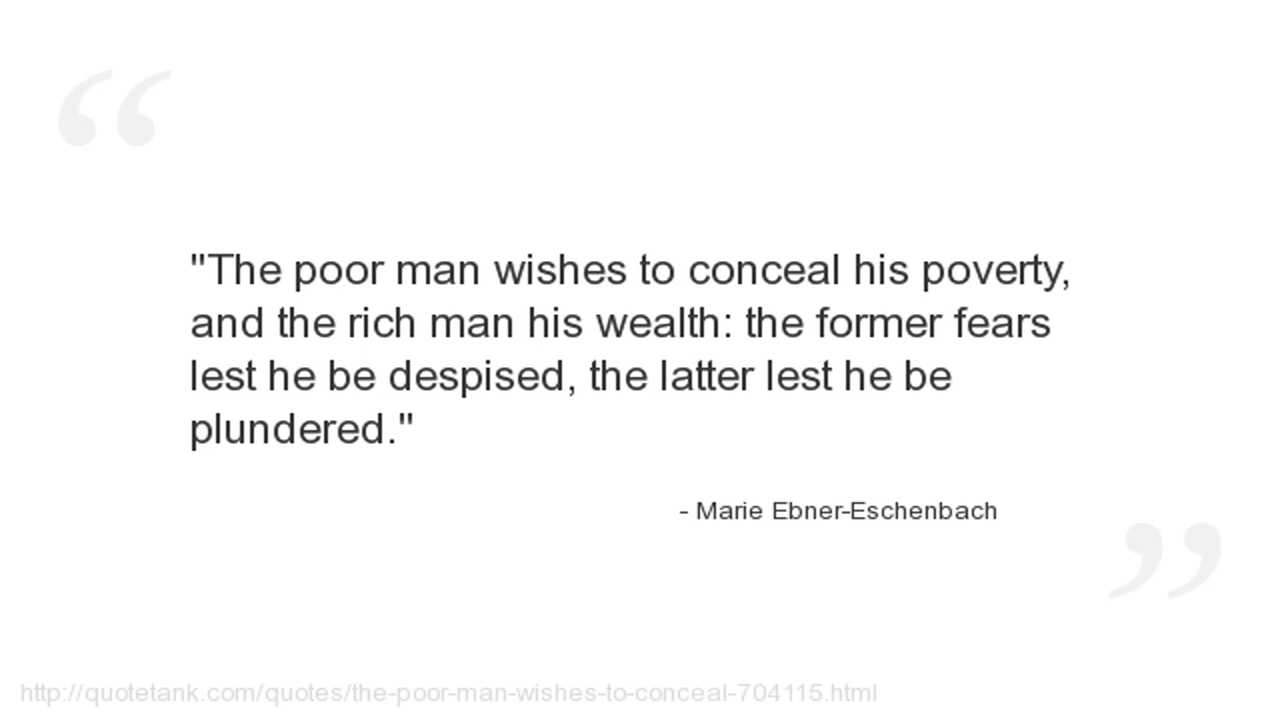 "The poor man wishes to conceal his poverty,
and the rich man his wealth: the former fears
lest he be despised, the latter lest he be
plundered."
- Marie Ebner-Eschenbach
http://quotetank.com/quotes/the-poor-man-wishes-to-conceal-704115.html